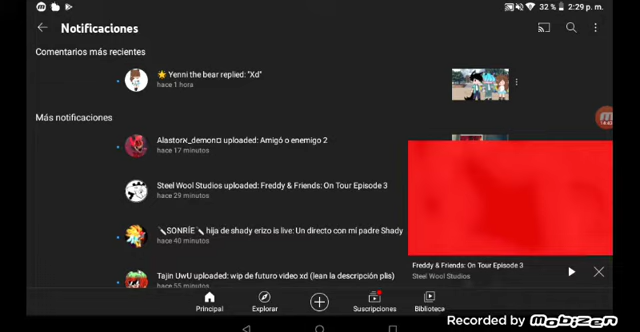 32 % 2:29 p. m.
Notificaciones
Comentarios más recientes
🌟 Yenni the bear replied: "Xd"
hace 1 hora
Más notificaciones
Alastorא_demon¤ uploaded: Amigó o enemigo 2
hace 17 minutos
Steel Wool Studios uploaded: Freddy & Friends: On Tour Episode 3
hace 29 minutos
SONRÍE hija de shady erizo is live: Un directo con mí padre Shady
hace 40 minutos
Tajin UwU uploaded: wip de futuro video xd (lean la descripción plis)
hace 55 minutos
Freddy & Friends: On Tour Episode 3
Steel Wool Studios
Principal Explorar Suscripciones Biblioteca
Recorded by Mobizen